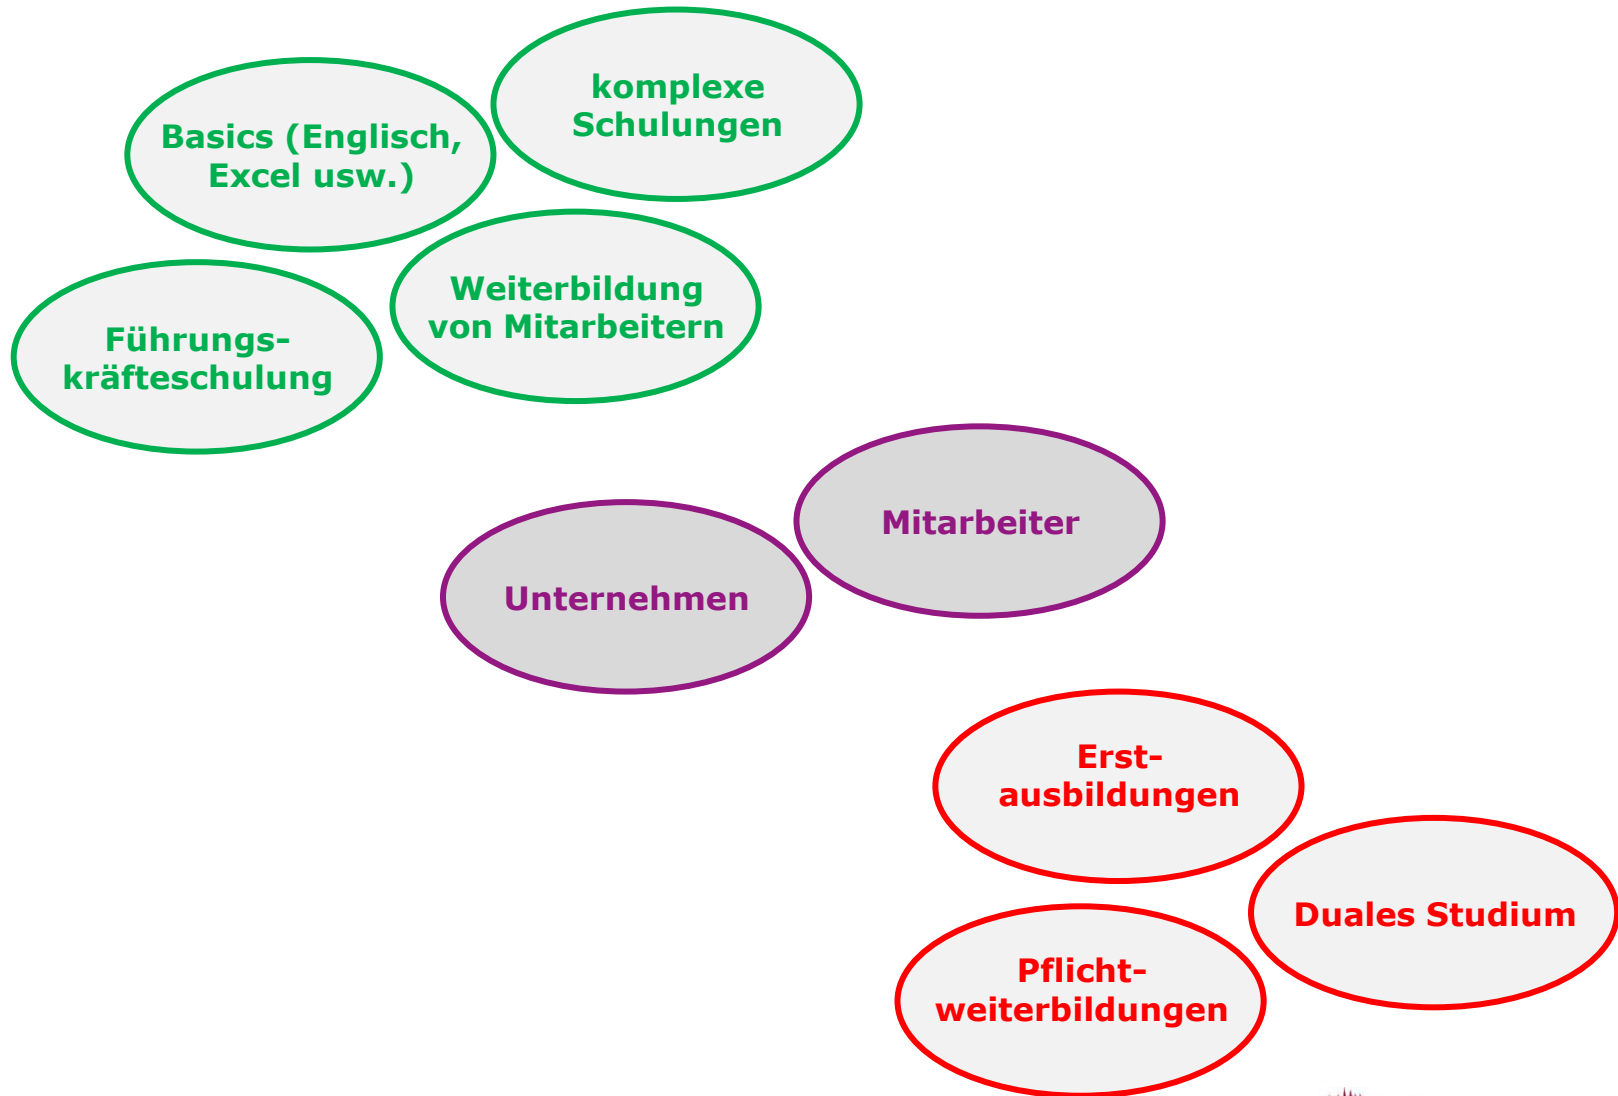 komplexe
Schulungen
Basics (Englisch,
Excel usw.)
Weiterbildung
von Mitarbeitern
Führungs-
kräfteschulung
Mitarbeiter
Unternehmen
Erst-
ausbildungen
Duales Studium
Pflicht-
weiterbildungen